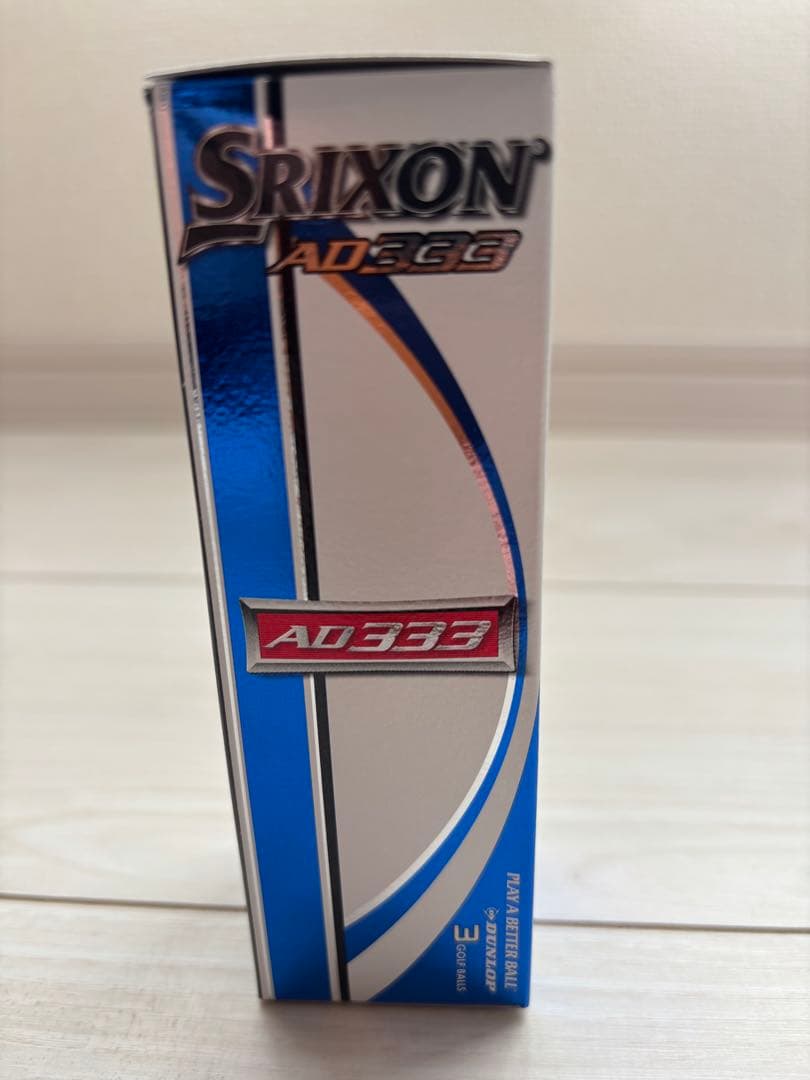 SRIXON
AD333
AD333
PLAY A BETTER BALL
DUNLOP
3 GOLF BALLS